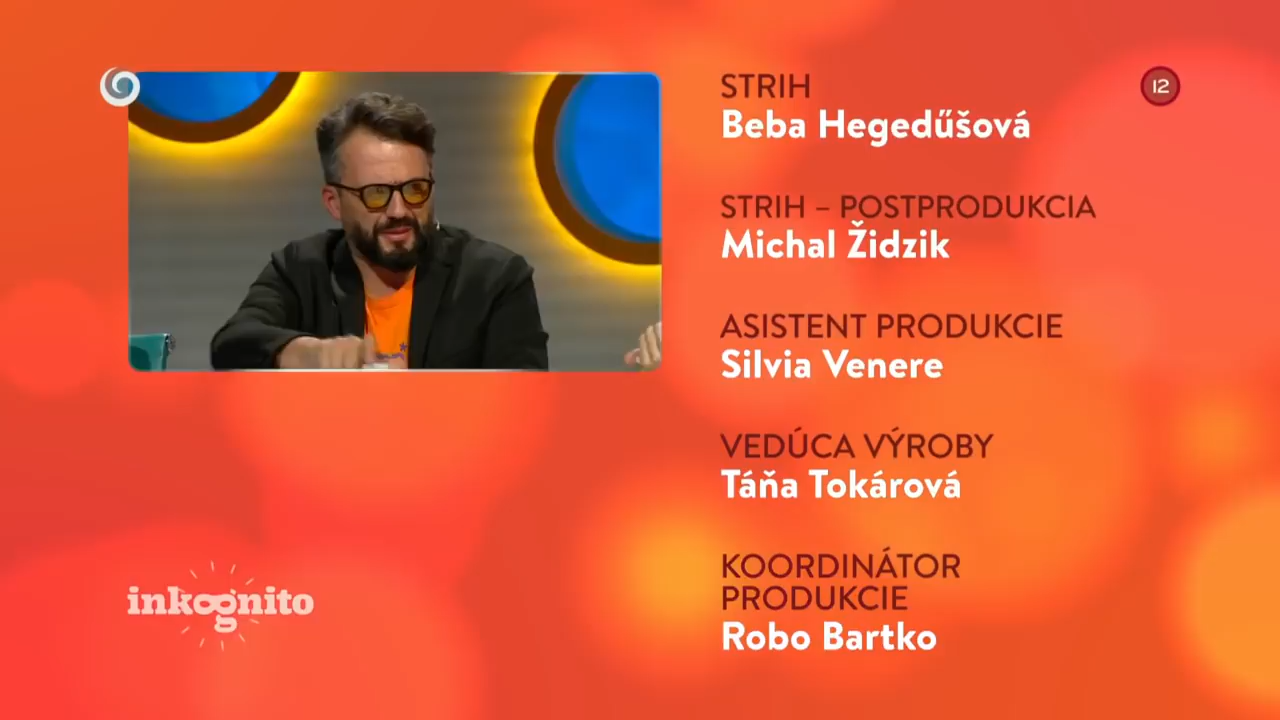 STRIH
Beba Hegedűšová
12
STRIH – POSTPRODUKCIA
Michal Židzik
ASISTENT PRODUKCIE
Silvia Venere
VEDÚCA VÝROBY
Táňa Tokárová
KOORDINÁTOR
PRODUKCIE
Robo Bartko
inkognito